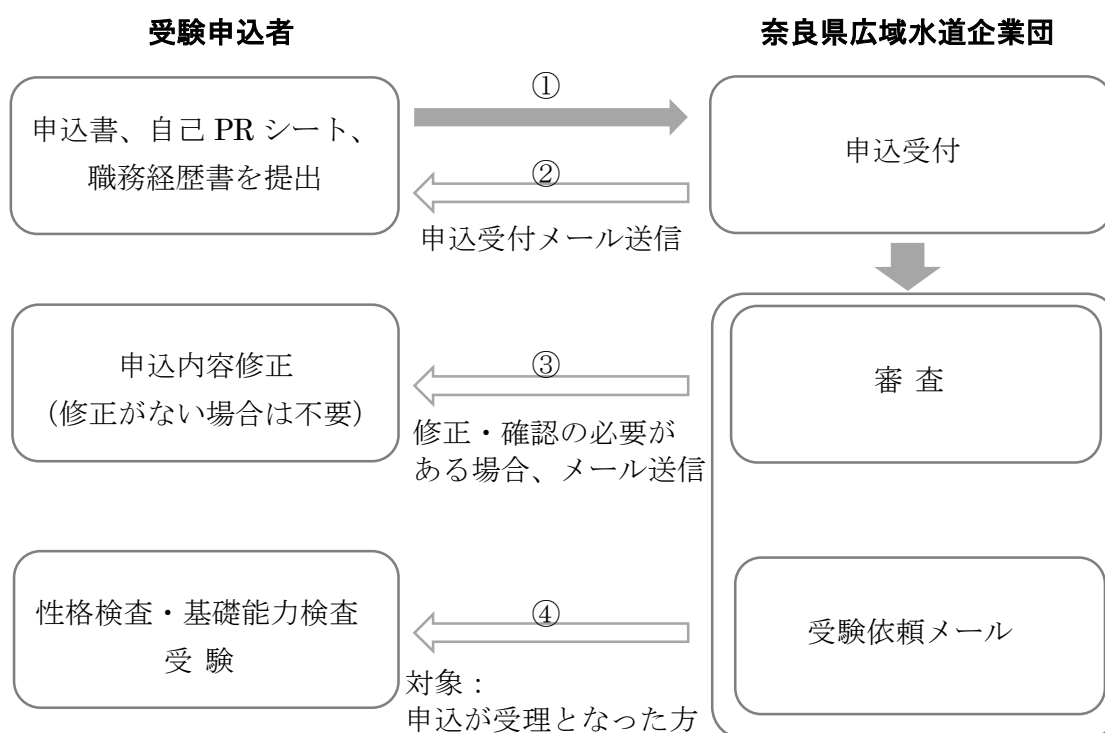 受験申込者
奈良県広域水道企業団
①
申込書、自己 PR シート、
職務経歴書を提出
申込受付
②
申込受付メール送信
申込内容修正
（修正がない場合は不要）
③
審 査
修正・確認の必要が
ある場合、メール送信
性格検査・基礎能力検査
受 験
④
受験依頼メール
対象：
申込が受理となった方